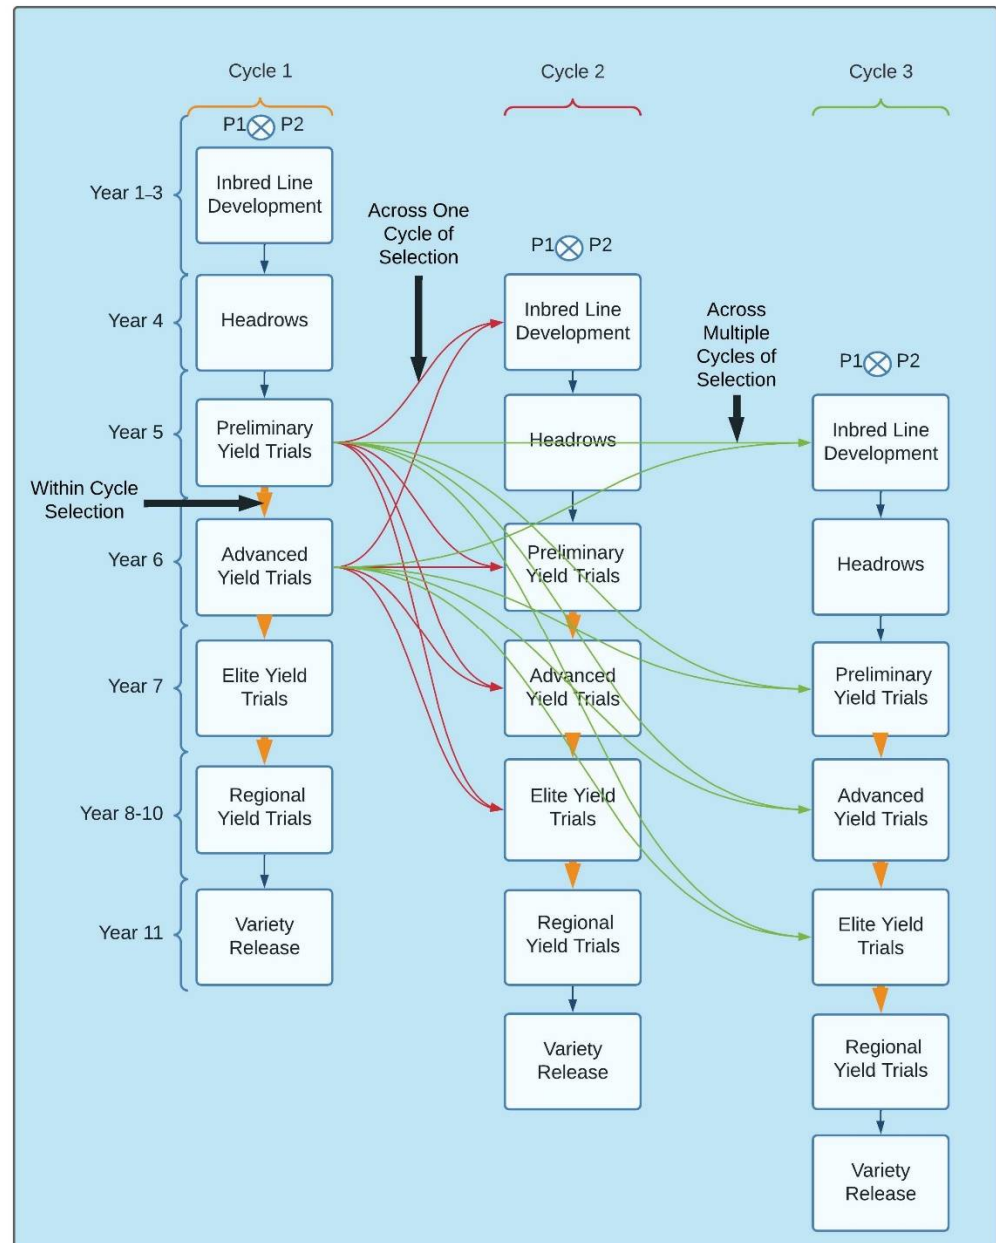 Cycle 1
Cycle 2
Cycle 3
P1 P2
Year 1–3
Inbred Line
Development
Year 4
Headrows
Year 5
Preliminary
Yield Trials
Within Cycle
Selection
Year 6
Advanced
Yield Trials
Year 7
Elite Yield
Trials
Year 8-10
Regional
Yield Trials
Year 11
Variety
Release
Across One
Cycle of
Selection
P1 P2
Inbred Line
Development
Headrows
Preliminary
Yield Trials
Advanced
Yield Trials
Elite Yield
Trials
Regional
Yield Trials
Variety
Release
Across
Multiple
Cycles of
Selection
P1 P2
Inbred Line
Development
Headrows
Preliminary
Yield Trials
Advanced
Yield Trials
Elite Yield
Trials
Regional
Yield Trials
Variety
Release